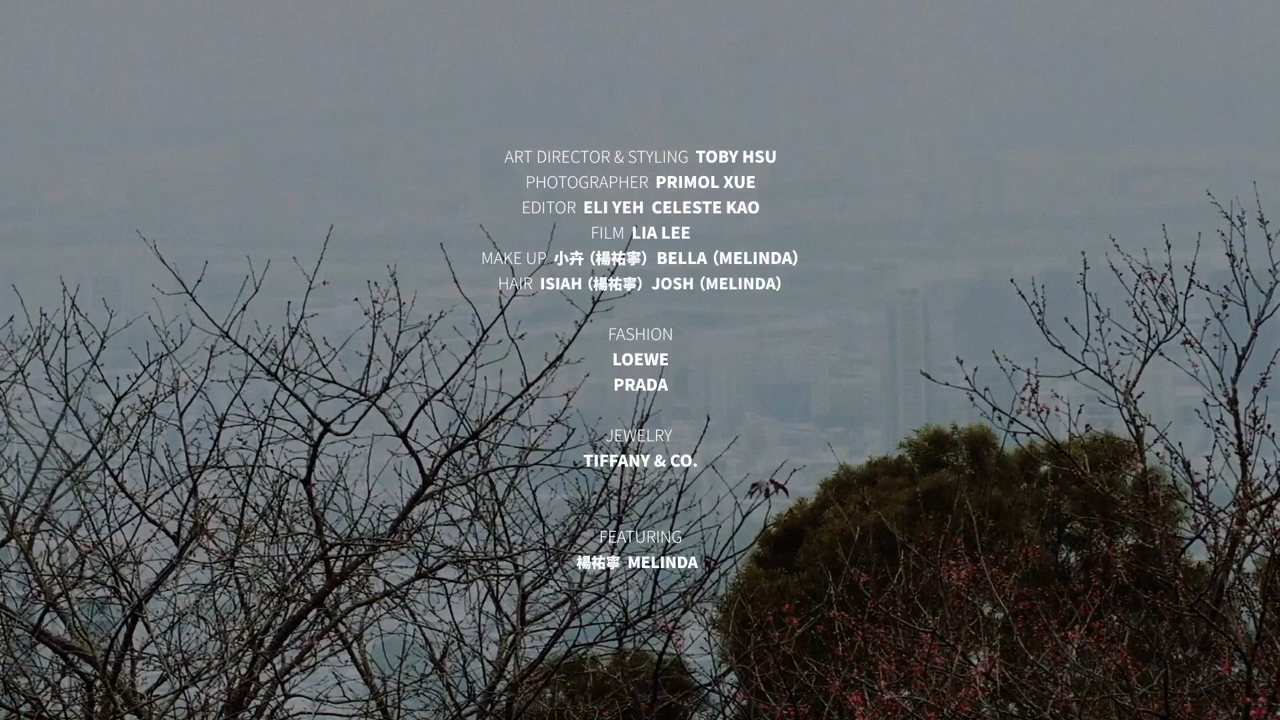 ART DIRECTOR & STYLING TOBY HSU
PHOTOGRAPHER PRIMOL XUE
EDITOR ELI YEH CELESTE KAO
FILM LIA LEE
MAKE UP 小卉 (楊祐寧) BELLA (MELINDA)
HAIR ISIAH (楊祐寧) JOSH (MELINDA)
FASHION
LOEWE
PRADA
JEWELRY
TIFFANY & CO.
FEATURING
楊祐寧 MELINDA